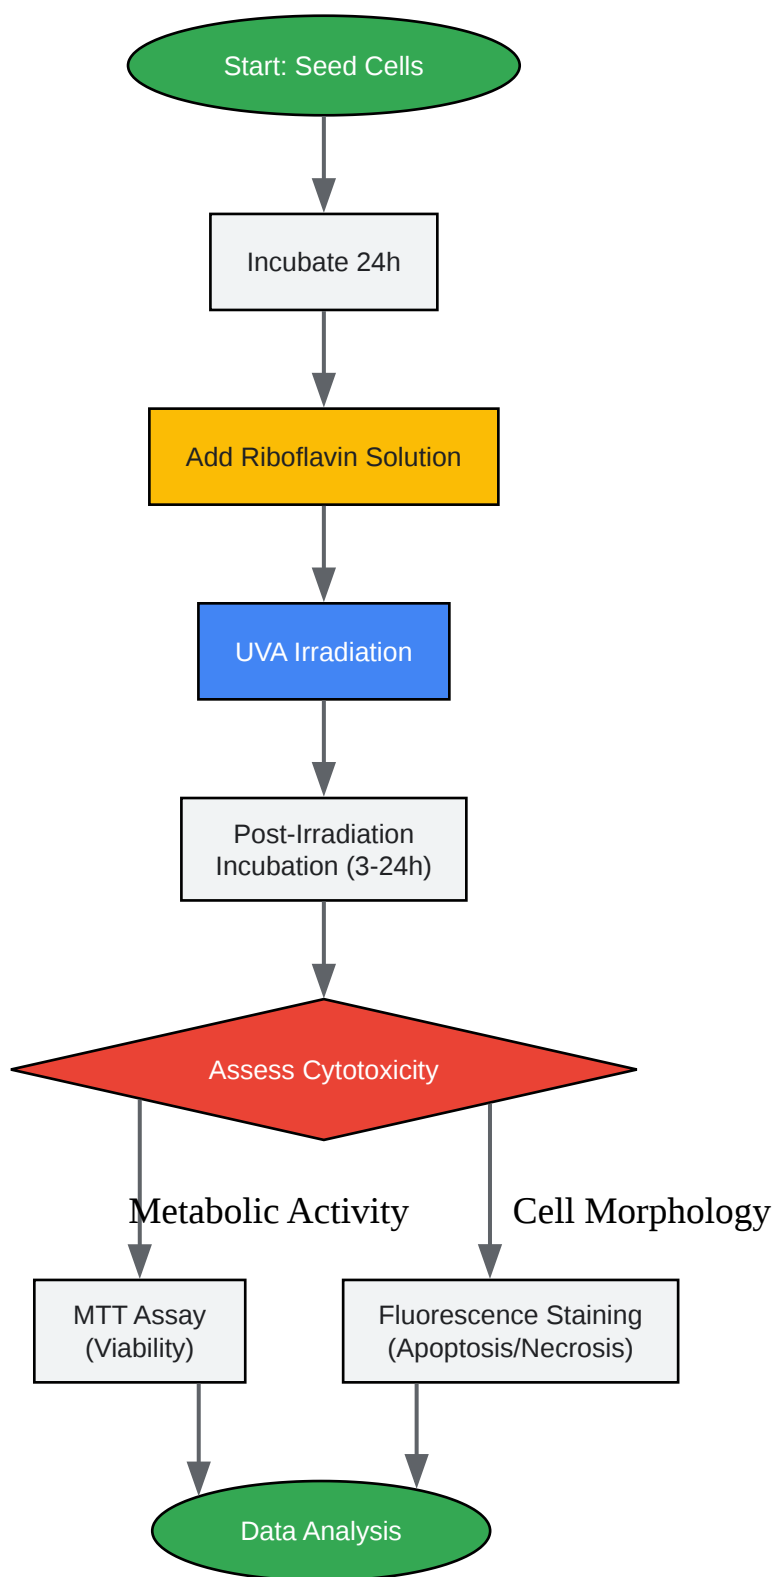 Start: Seed Cells
Incubate 24h
Add Riboflavin Solution
UVA Irradiation
Post-Irradiation
Incubation (3-24h)
Assess Cytotoxicity
Metabolic Activity
Cell Morphology
MTT Assay
(Viability)
Fluorescence Staining
(Apoptosis/Necrosis)
Data Analysis